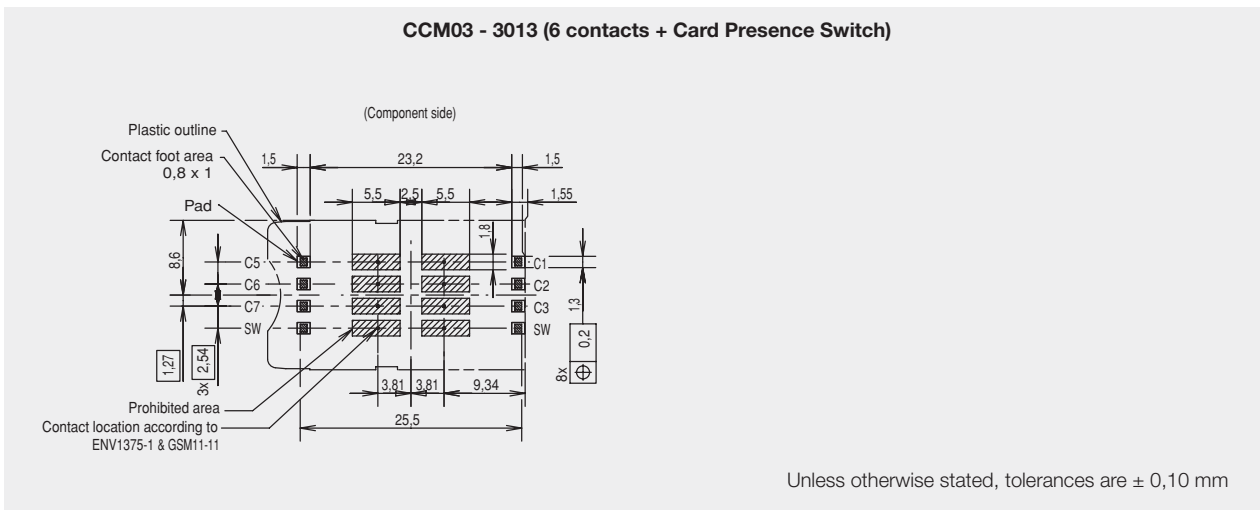 CCM03 - 3013 (6 contacts + Card Presence Switch)
(Component side)
Plastic outline
Contact foot area
0,8 x 1
Pad
1,5
23,2
1,5
5,5
2,5
5,5
1,55
1,8
8,6
C5
C6
C7
SW
C1
C2
C3
SW
1,3
0,2
8x
1,27
3x 2,54
3,81
3,81
9,34
25,5
Prohibited area
Contact location according to
ENV1375-1 & GSM11-11
Unless otherwise stated, tolerances are ± 0,10 mm